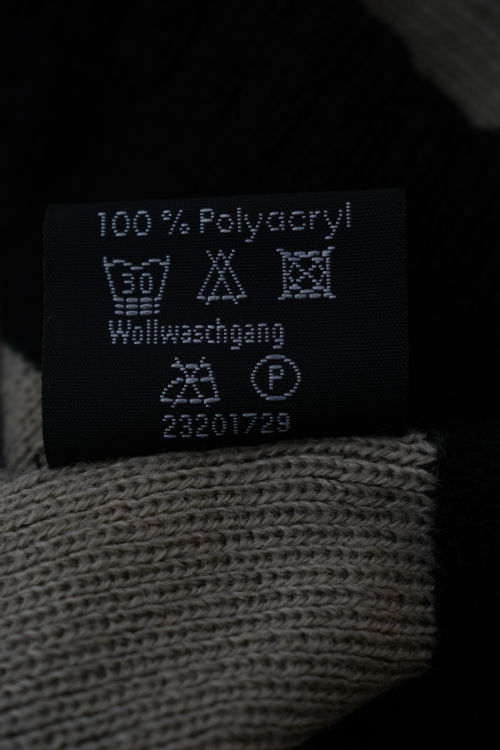 100 % Polyacryl
30
Wollwaschgang
P
23201729